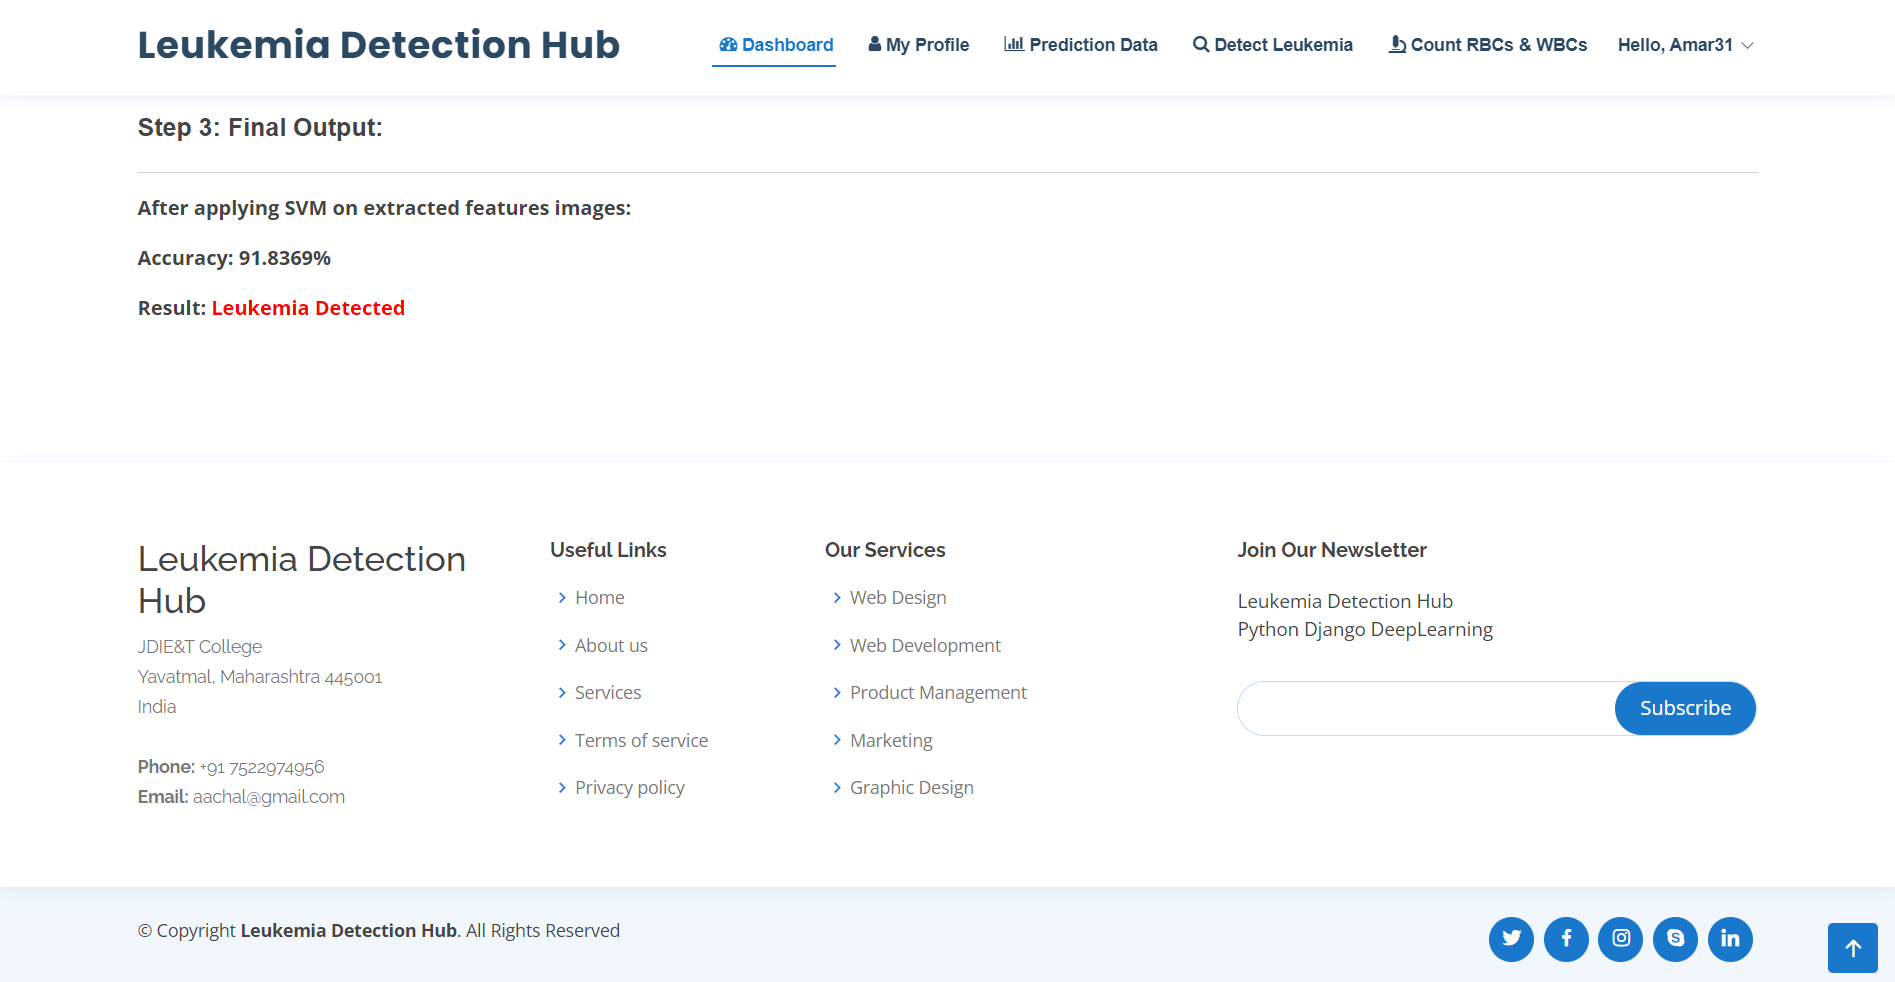 Leukemia Detection Hub
Dashboard
My Profile
Prediction Data
Detect Leukemia
Count RBCs & WBCs
Hello, Amar31
Step 3: Final Output:
After applying SVM on extracted features images:
Accuracy: 91.8369%
Result: Leukemia Detected
Leukemia Detection
Hub
JDIE&T College
Yavatmal, Maharashtra 445001
India
Phone: +91 7522974956
Email: aachal@gmail.com
Useful Links
Home
About us
Services
Terms of service
Privacy policy
Our Services
Web Design
Web Development
Product Management
Marketing
Graphic Design
Join Our Newsletter
Leukemia Detection Hub
Python Django DeepLearning
Subscribe
© Copyright Leukemia Detection Hub. All Rights Reserved